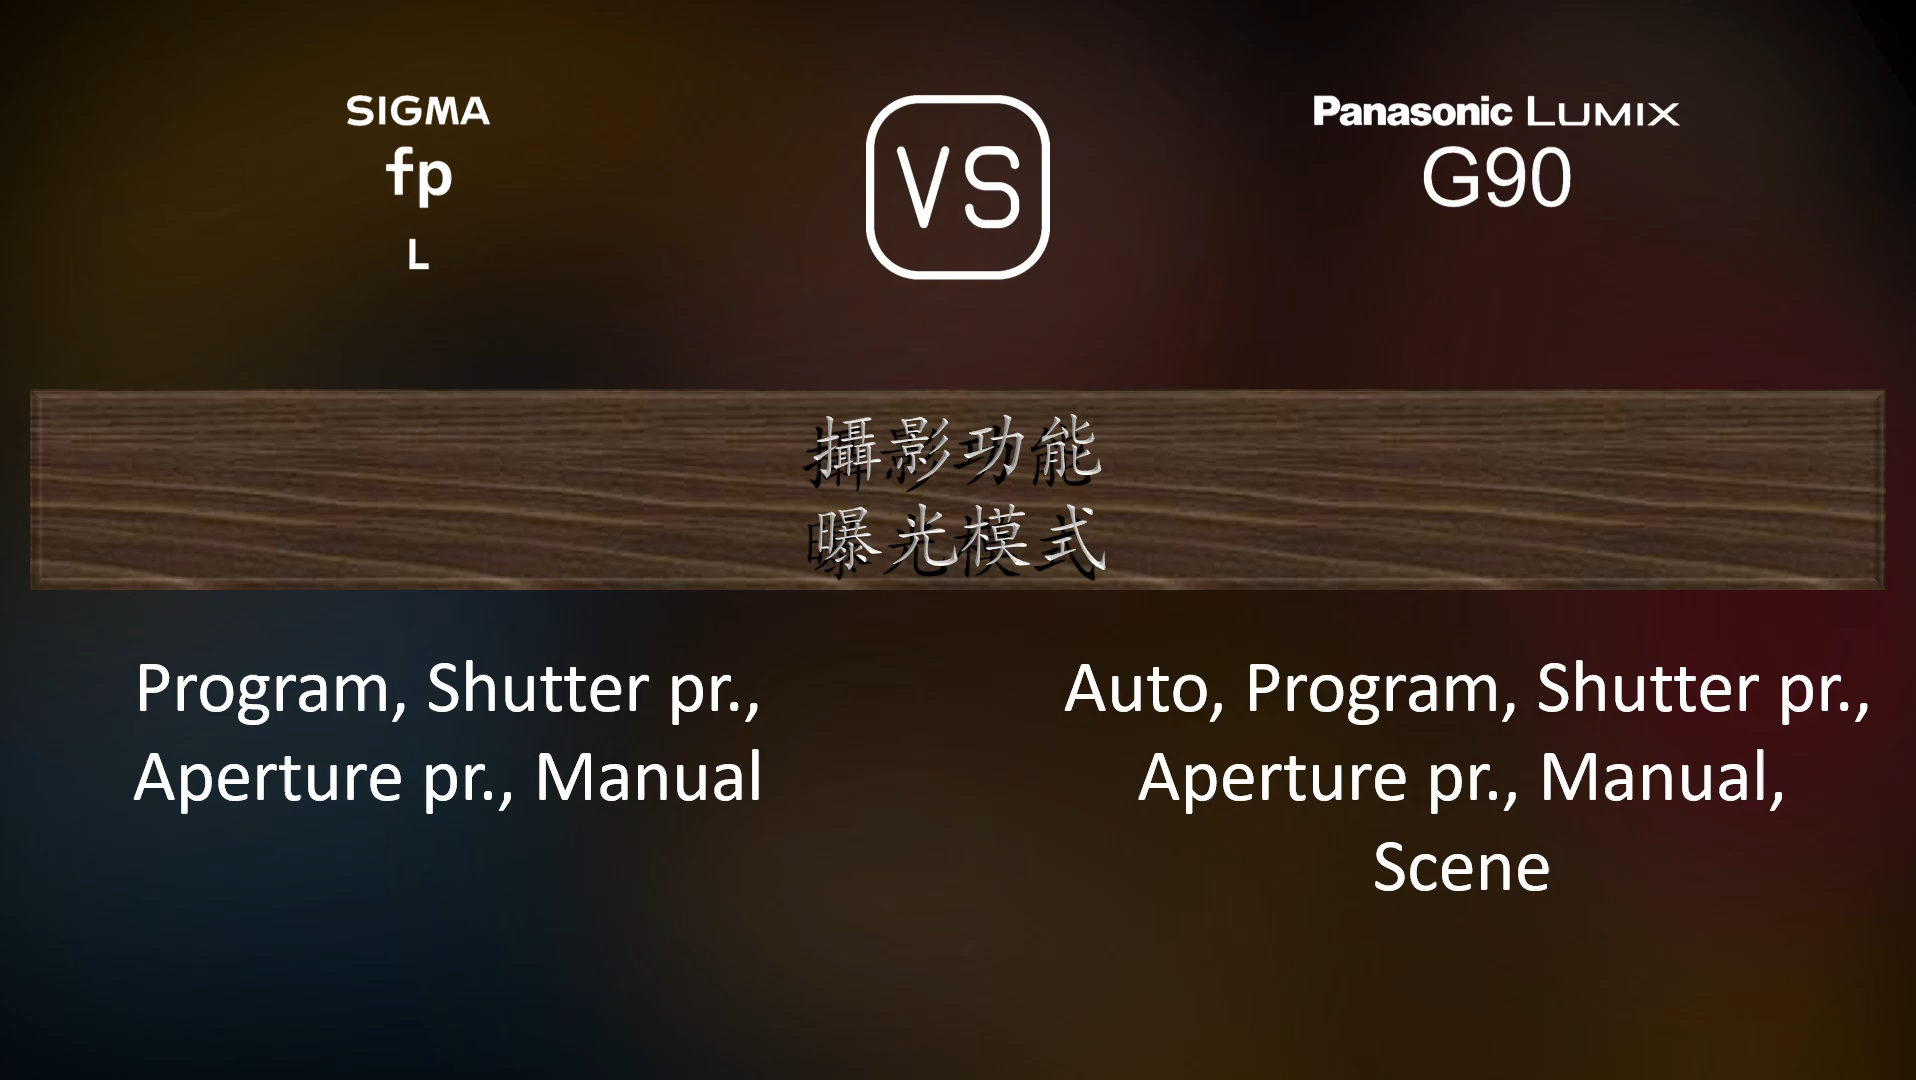 SIGMA
fp
L
VS
Panasonic LUMIX
G90
攝影功能
曝光模式
Program, Shutter pr.,
Aperture pr., Manual
Auto, Program, Shutter pr.,
Aperture pr., Manual,
Scene